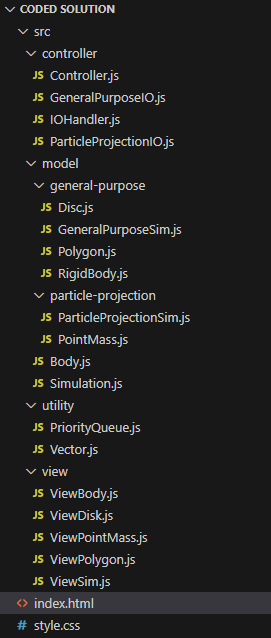 CODED SOLUTION
src
controller
JS Controller.js
JS GeneralPurposeIO.js
JS IOHandler.js
JS ParticleProjectionIO.js
model
general-purpose
JS Disc.js
JS GeneralPurposeSim.js
JS Polygon.js
JS RigidBody.js
particle-projection
JS ParticleProjectionSim.js
JS PointMass.js
JS Body.js
JS Simulation.js
utility
JS PriorityQueue.js
JS Vector.js
view
JS ViewBody.js
JS ViewDisk.js
JS ViewPointMass.js
JS ViewPolygon.js
JS ViewSim.js
<> index.html
# style.css